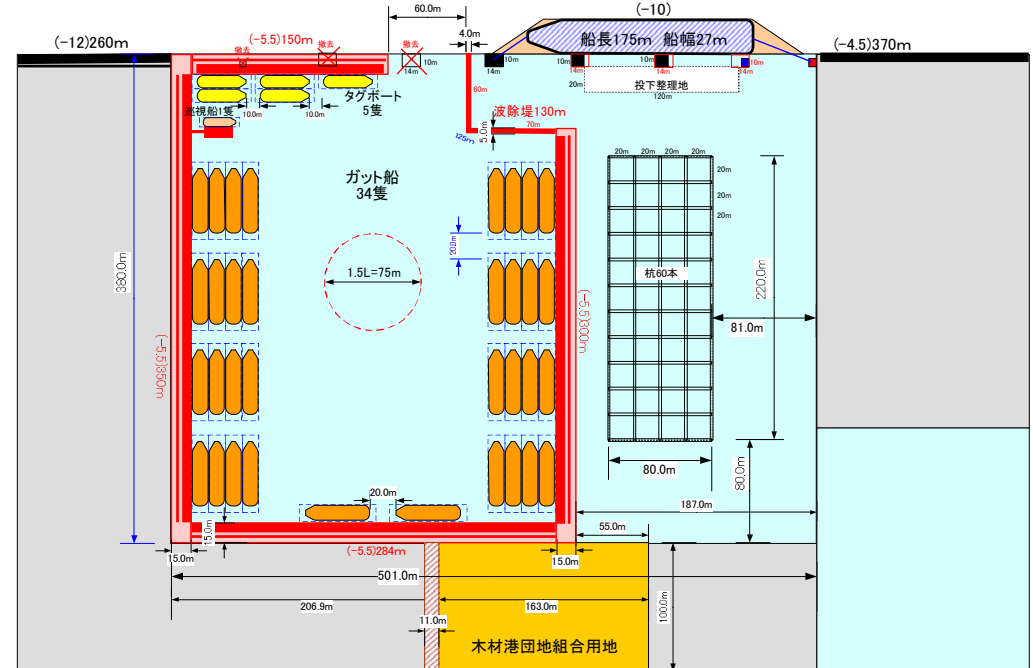 60.0m
(-10)
(-12)260m
撤去
(-5.5)150m
撤去
撤去
4.0m
船長175m 船幅27m
(-4.5)370m
10m
14m
10m
14m
10m
14m
10m
14m
10m
14m
20m
投下整理地
120m
タグボート
5隻
巡視船1隻
10.0m
10.0m
60m
波除堤130m
5.0m
70m
125m
ガット船
34隻
20m
20m
20m
20m
20m
20m
20m
20.0m
1.5L=75m
杭60本
380.0m
220.0m
81.0m
(-5.5)350m
(-5.5)300m
80.0m
80.0m
20.0m
15.0m
187.0m
55.0m
(-5.5)284m
15.0m
15.0m
501.0m
206.9m
163.0m
11.0m
100.0m
木材港団地組合用地